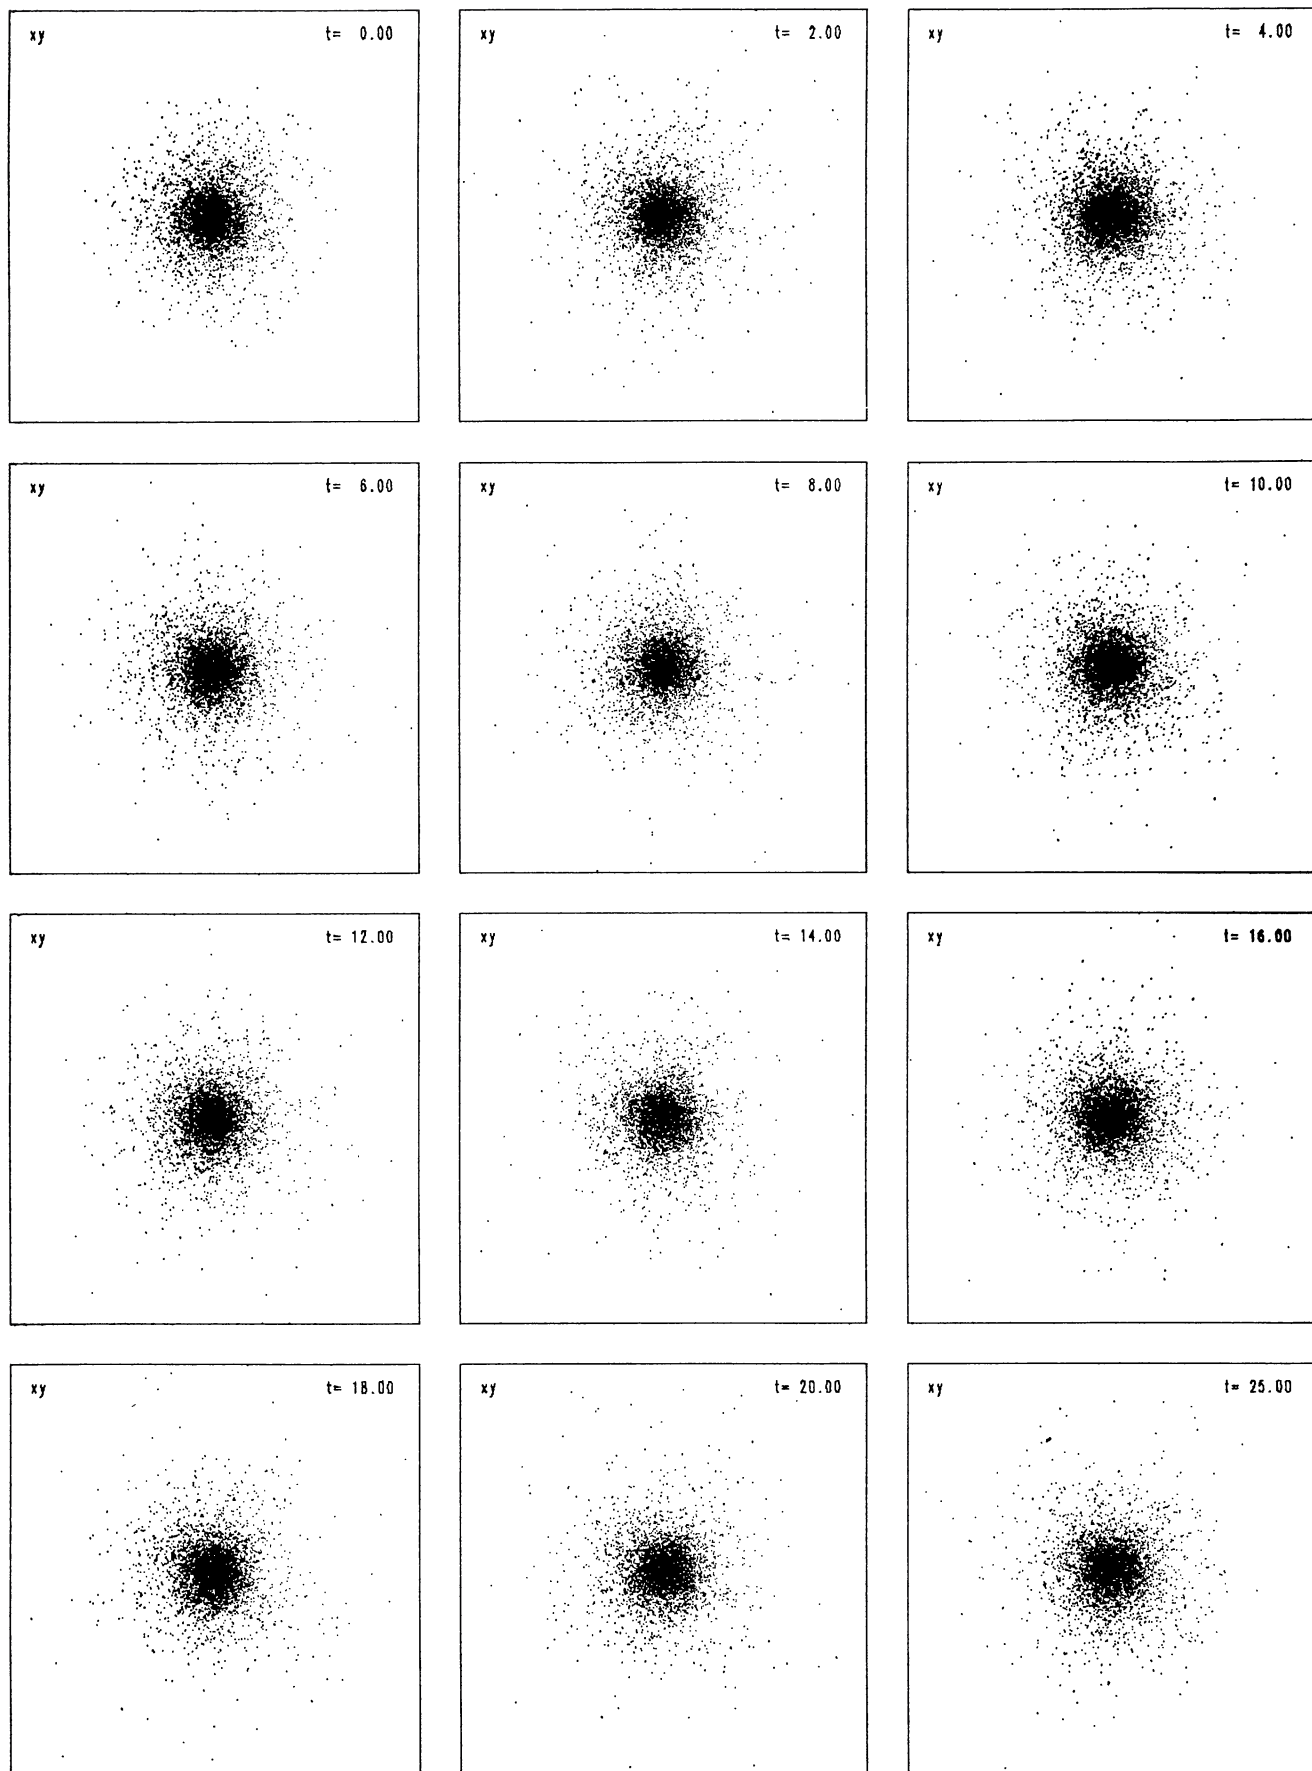 xy t= 0.00
xy t= 2.00
xy t= 4.00
xy t= 6.00
xy t= 8.00
xy t= 10.00
xy t= 12.00
xy t= 14.00
xy t= 16.00
xy t= 18.00
xy t= 20.00
xy t= 25.00